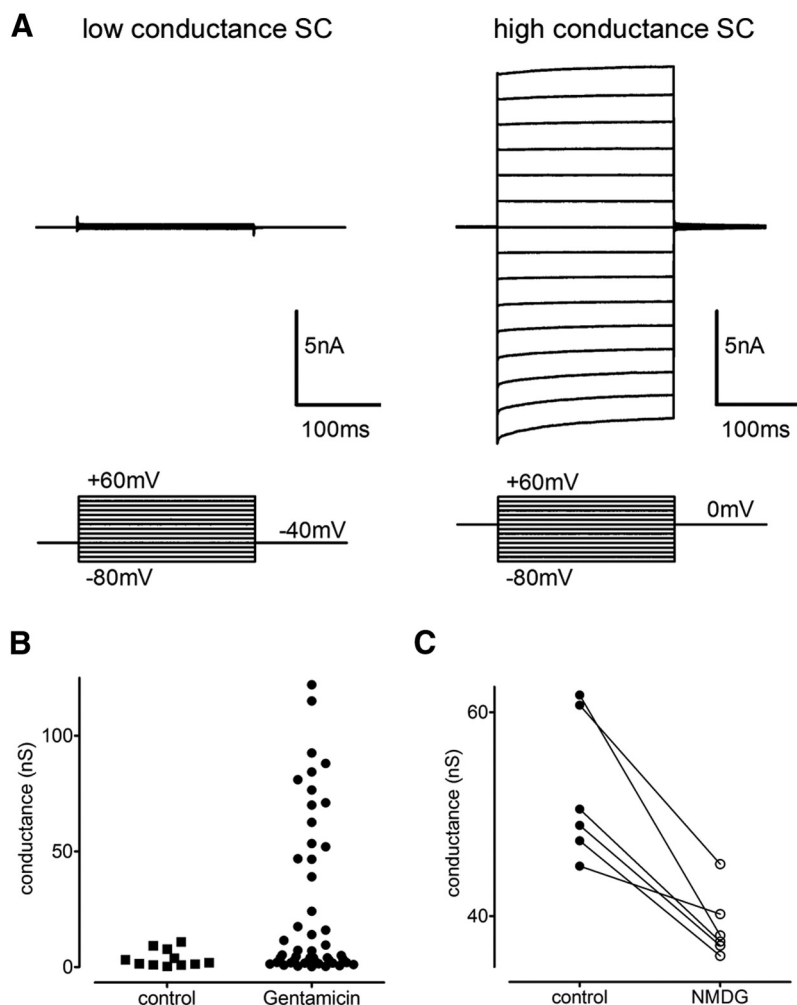 A
low conductance SC
high conductance SC
5nA
100ms
5nA
100ms
+60mV
-40mV
-80mV
+60mV
0mV
-80mV
B
conductance (nS)
100
50
0
control
Gentamicin
C
conductance (nS)
60
40
control
NMDG